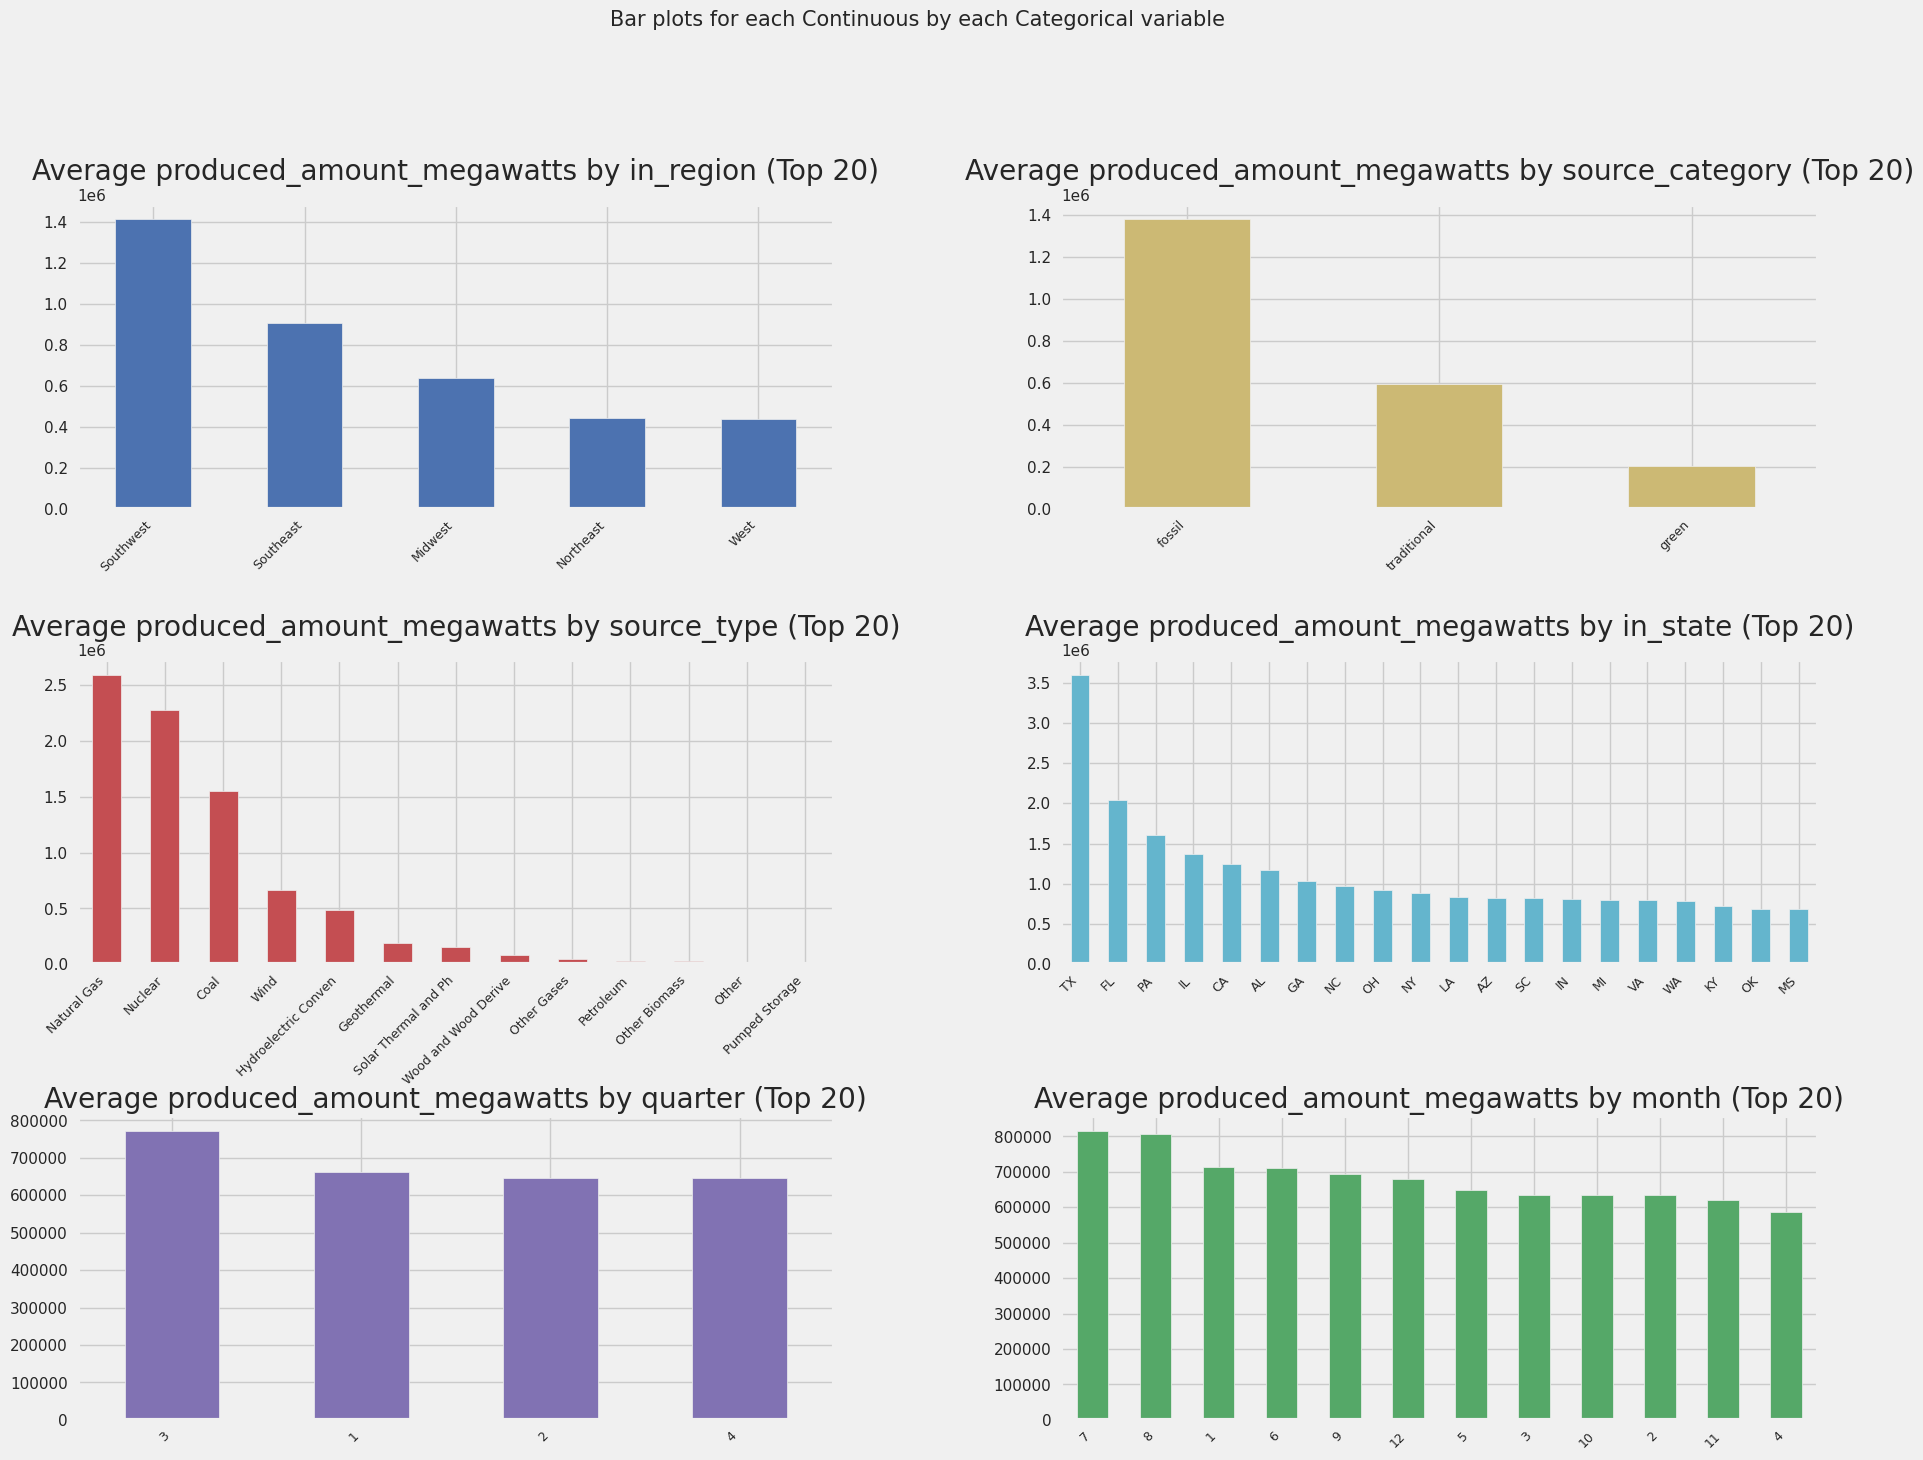 Bar plots for each Continuous by each Categorical variable
Average produced_amount_megawatts by in_region (Top 20)
1e6
1.4
1.2
1.0
0.8
0.6
0.4
0.2
0.0
Southwest
Southeast
Midwest
Northeast
West
Average produced_amount_megawatts by source_category (Top 20)
1e6
1.4
1.2
1.0
0.8
0.6
0.4
0.2
0.0
fossil
traditional
green
Average produced_amount_megawatts by source_type (Top 20)
1e6
2.5
2.0
1.5
1.0
0.5
0.0
Natural Gas
Nuclear
Coal
Wind
Hydroelectric Conven
Geothermal
Solar Thermal and Ph
Wood and Wood Derive
Other Gases
Petroleum
Other Biomass
Other
Pumped Storage
Average produced_amount_megawatts by in_state (Top 20)
1e6
3.5
3.0
2.5
2.0
1.5
1.0
0.5
0.0
TX
FL
PA
IL
CA
AL
GA
NC
OH
NY
LA
AZ
SC
IN
MI
VA
WA
KY
OK
MS
Average produced_amount_megawatts by quarter (Top 20)
800000
700000
600000
500000
400000
300000
200000
100000
0
3
1
2
4
Average produced_amount_megawatts by month (Top 20)
800000
700000
600000
500000
400000
300000
200000
100000
0
7
8
1
6
9
12
5
3
10
2
11
4